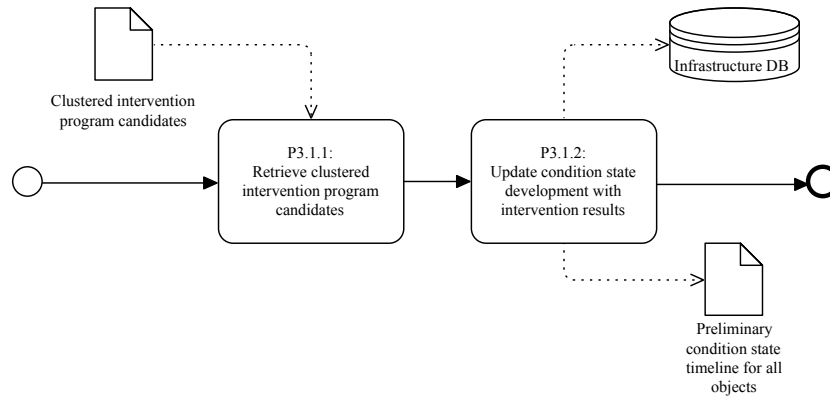 Infrastructure DB
Clustered intervention
program candidates
P3.1.1:
Retrieve clustered
intervention program
candidates
P3.1.2:
Update condition state
development with
intervention results
Preliminary
condition state
timeline for all
objects